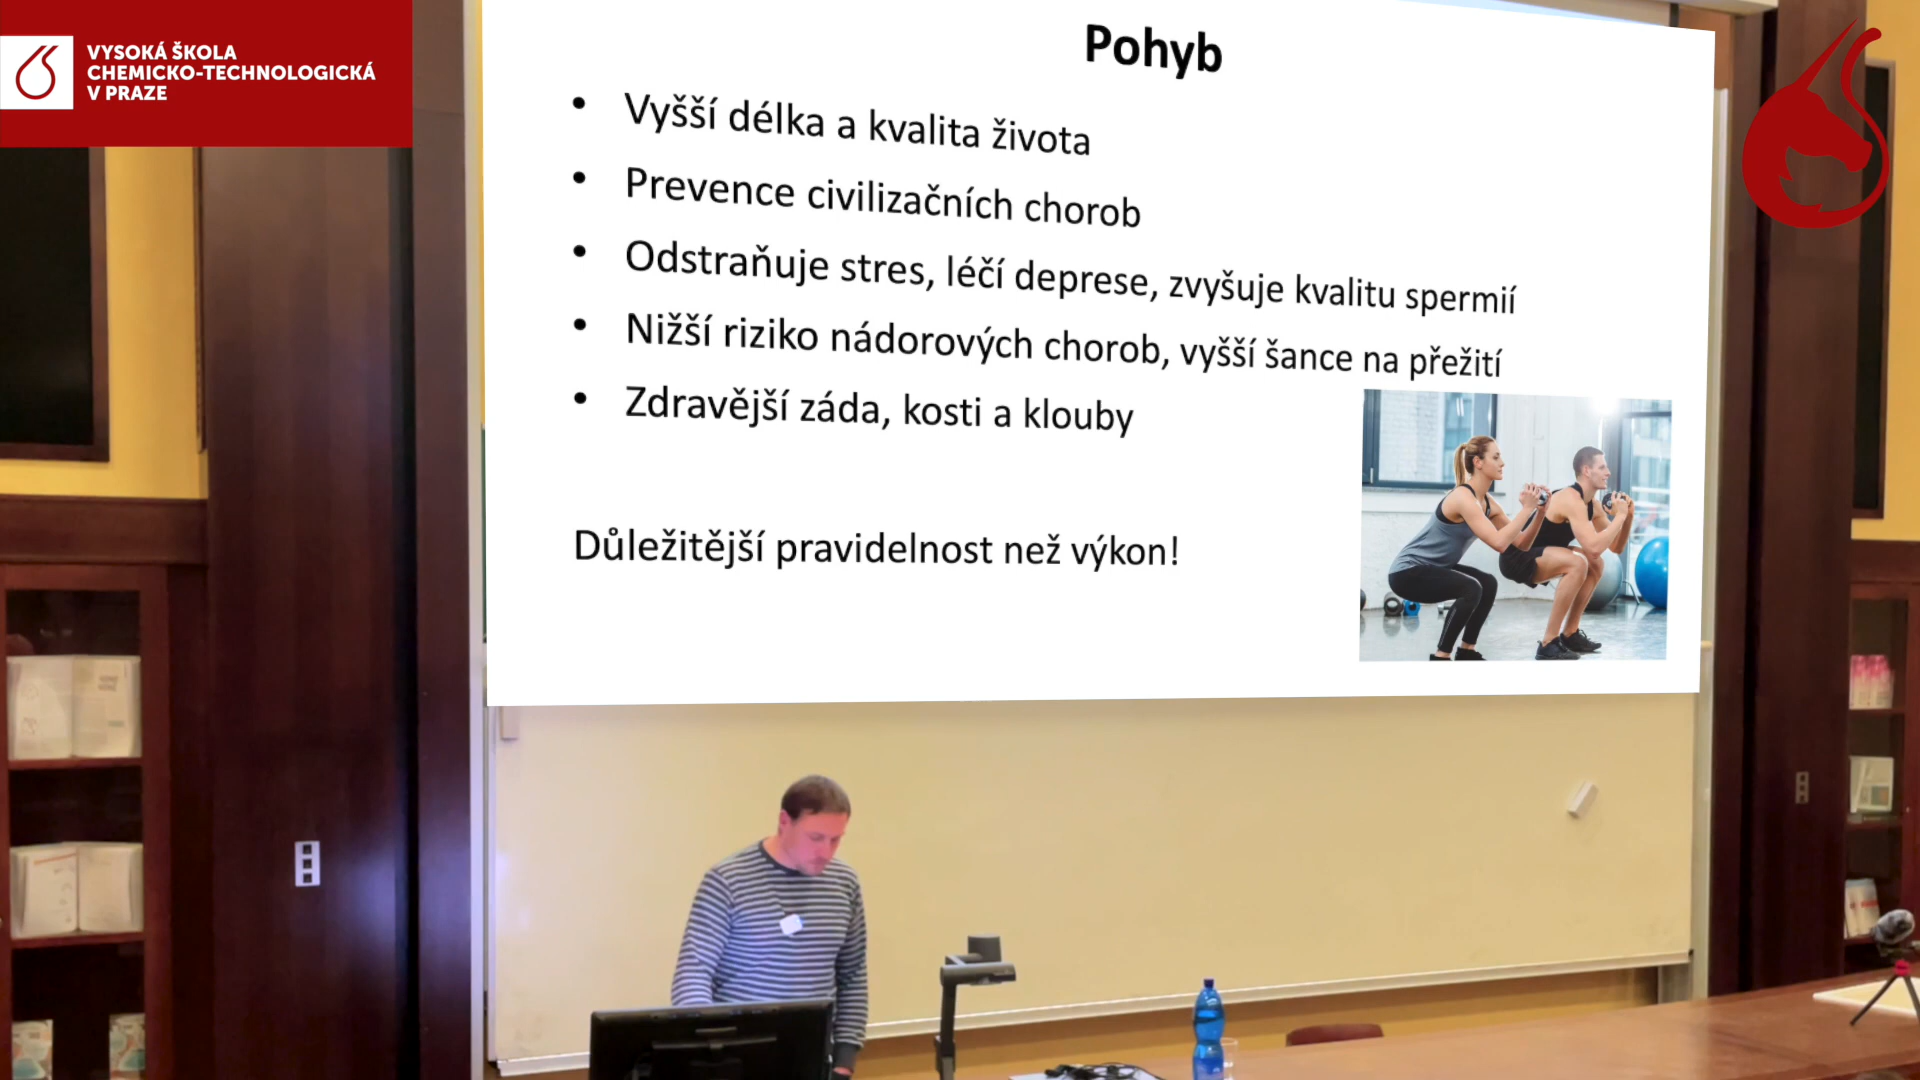 VYSOKÁ ŠKOLA
CHEMICKO-TECHNOLOGICKÁ
V PRAZE
Pohyb
• Vyšší délka a kvalita života
• Prevence civilizačních chorob
• Odstraňuje stres, léčí deprese, zvyšuje kvalitu spermií
• Nižší riziko nádorových chorob, vyšší šance na přežití
• Zdravější záda, kosti a klouby
Důležitější pravidelnost než výkon!